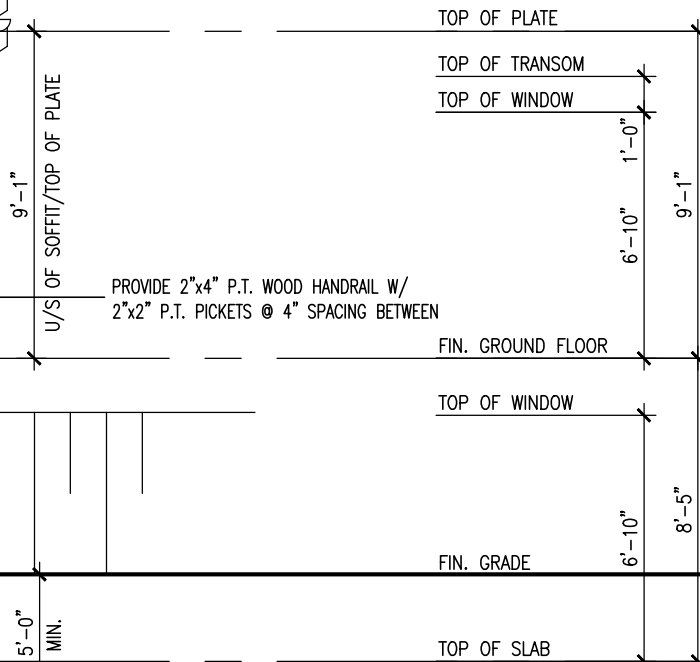 TOP OF PLATE
TOP OF TRANSOM
TOP OF WINDOW
1'-0"
9'-1"
U/S OF SOFFIT/TOP OF PLATE
6'-10"
9'-1"
PROVIDE 2"x4" P.T. WOOD HANDRAIL W/
2"x2" P.T. PICKETS @ 4" SPACING BETWEEN
FIN. GROUND FLOOR
TOP OF WINDOW
6'-10"
8'-5"
FIN. GRADE
5'-0"
MIN.
TOP OF SLAB